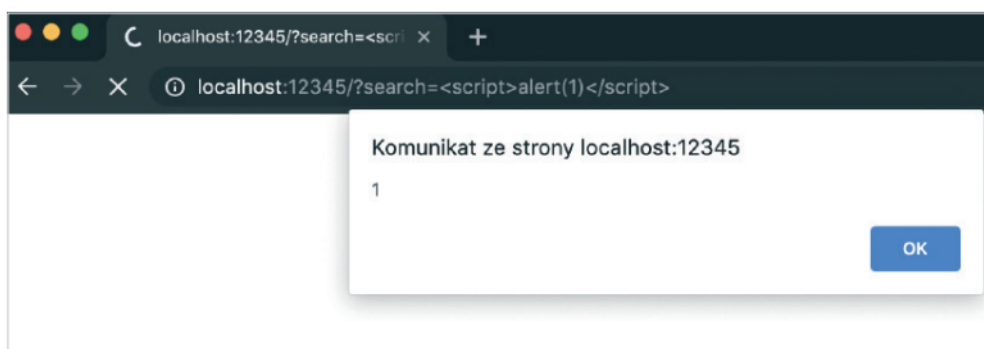 localhost:12345/?search=<scri
localhost:12345/?search=<script>alert(1)</script>
Komunikat ze strony localhost:12345
1
OK